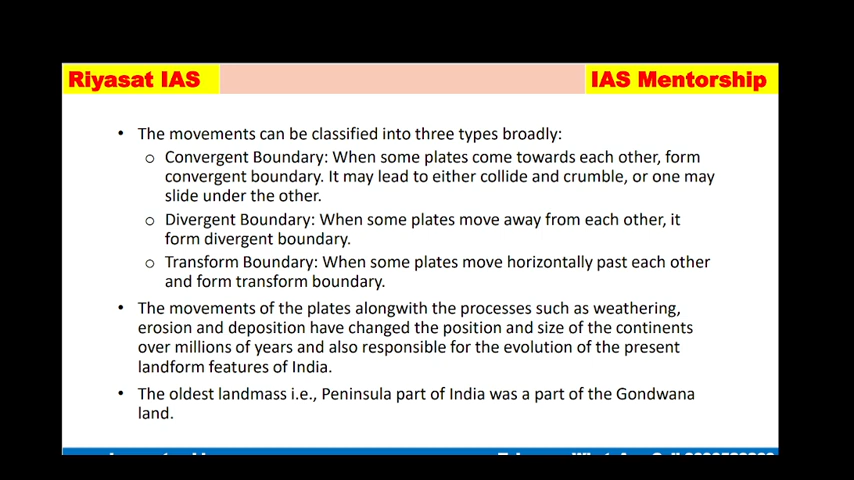 Riyasat IAS
IAS Mentorship
• The movements can be classified into three types broadly:
o Convergent Boundary: When some plates come towards each other, form
convergent boundary. It may lead to either collide and crumble, or one may
slide under the other.
o Divergent Boundary: When some plates move away from each other, it
form divergent boundary.
o Transform Boundary: When some plates move horizontally past each other
and form transform boundary.
• The movements of the plates alongwith the processes such as weathering,
erosion and deposition have changed the position and size of the continents
over millions of years and also responsible for the evolution of the present
landform features of India.
• The oldest landmass i.e., Peninsula part of India was a part of the Gondwana
land.